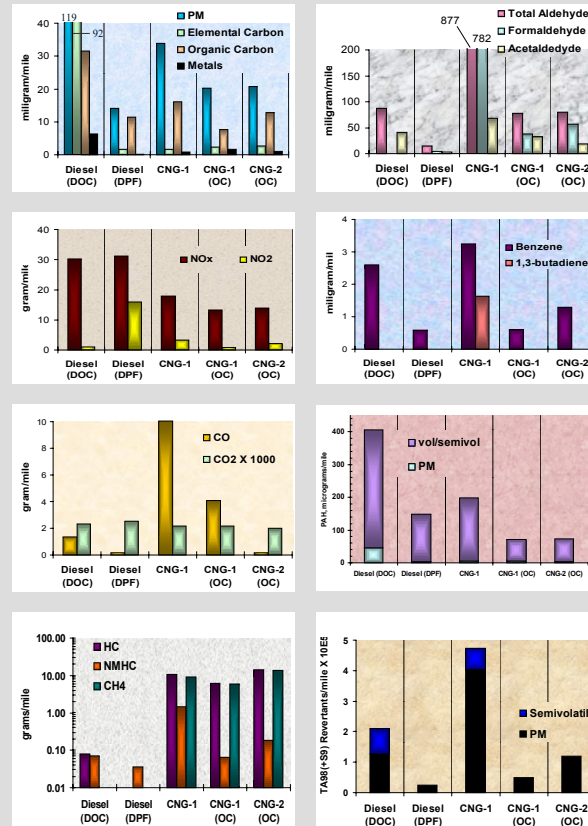 119
92
PM
Elemental Carbon
Organic Carbon
Metals
miligram/mile
40
30
20
10
0
Diesel (DOC)
Diesel (DPF)
CNG-1
CNG-1 (OC)
CNG-2 (OC)
877
782
Total Aldehyde
Formaldehyde
Acetaldedyde
miligram/mile
200
150
100
50
0
Diesel (DOC)
Diesel (DPF)
CNG-1
CNG-1 (OC)
CNG-2 (OC)
NOx
NO2
gram/mile
40
30
20
10
0
Diesel (DOC)
Diesel (DPF)
CNG-1
CNG-1 (OC)
CNG-2 (OC)
Benzene
1,3-butadiene
miligram/mil
4
3
2
1
0
Diesel (DOC)
Diesel (DPF)
CNG-1
CNG-1 (OC)
CNG-2 (OC)
CO
CO2 X 1000
gram/mile
10
8
6
4
2
0
Diesel (DOC)
Diesel (DPF)
CNG-1
CNG-1 (OC)
CNG-2 (OC)
vol/semivol
PM
PAH, micrograms/mile
400
300
200
100
0
Diesel (DOC)
Diesel (DPF)
CNG-1
CNG-1 (OC)
CNG-2 (OC)
HC
NMHC
CH4
grams/mile
100.00
10.00
1.00
0.10
0.01
Diesel (DOC)
Diesel (DPF)
CNG-1
CNG-1 (OC)
CNG-2 (OC)
Semivolatil
PM
TA98(+S9) Revertants/mile X 10E5
5
4
3
2
1
0
Diesel (DOC)
Diesel (DPF)
CNG-1
CNG-1 (OC)
CNG-2 (OC)